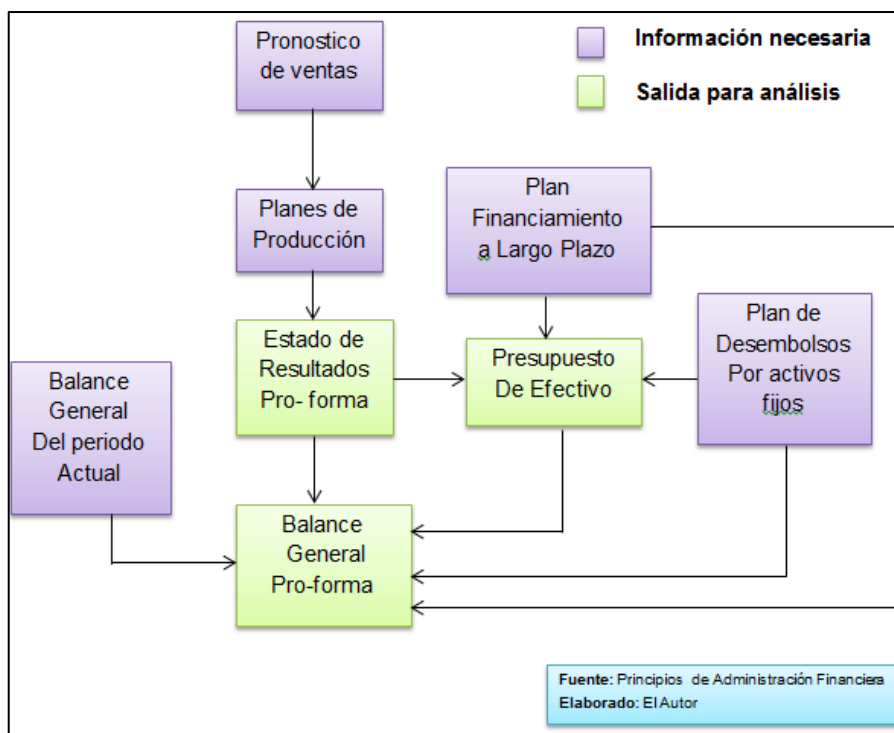 Pronostico
de ventas
Información necesaria
Salida para análisis
Planes de
Producción
Plan
Financiamiento
a Largo Plazo
Estado de
Resultados
Pro- forma
Presupuesto
De Efectivo
Plan de
Desembolsos
Por activos
fijos
Balance
General
Del periodo
Actual
Balance
General
Pro-forma
Fuente: Principios de Administración Financiera
Elaborado: El Autor